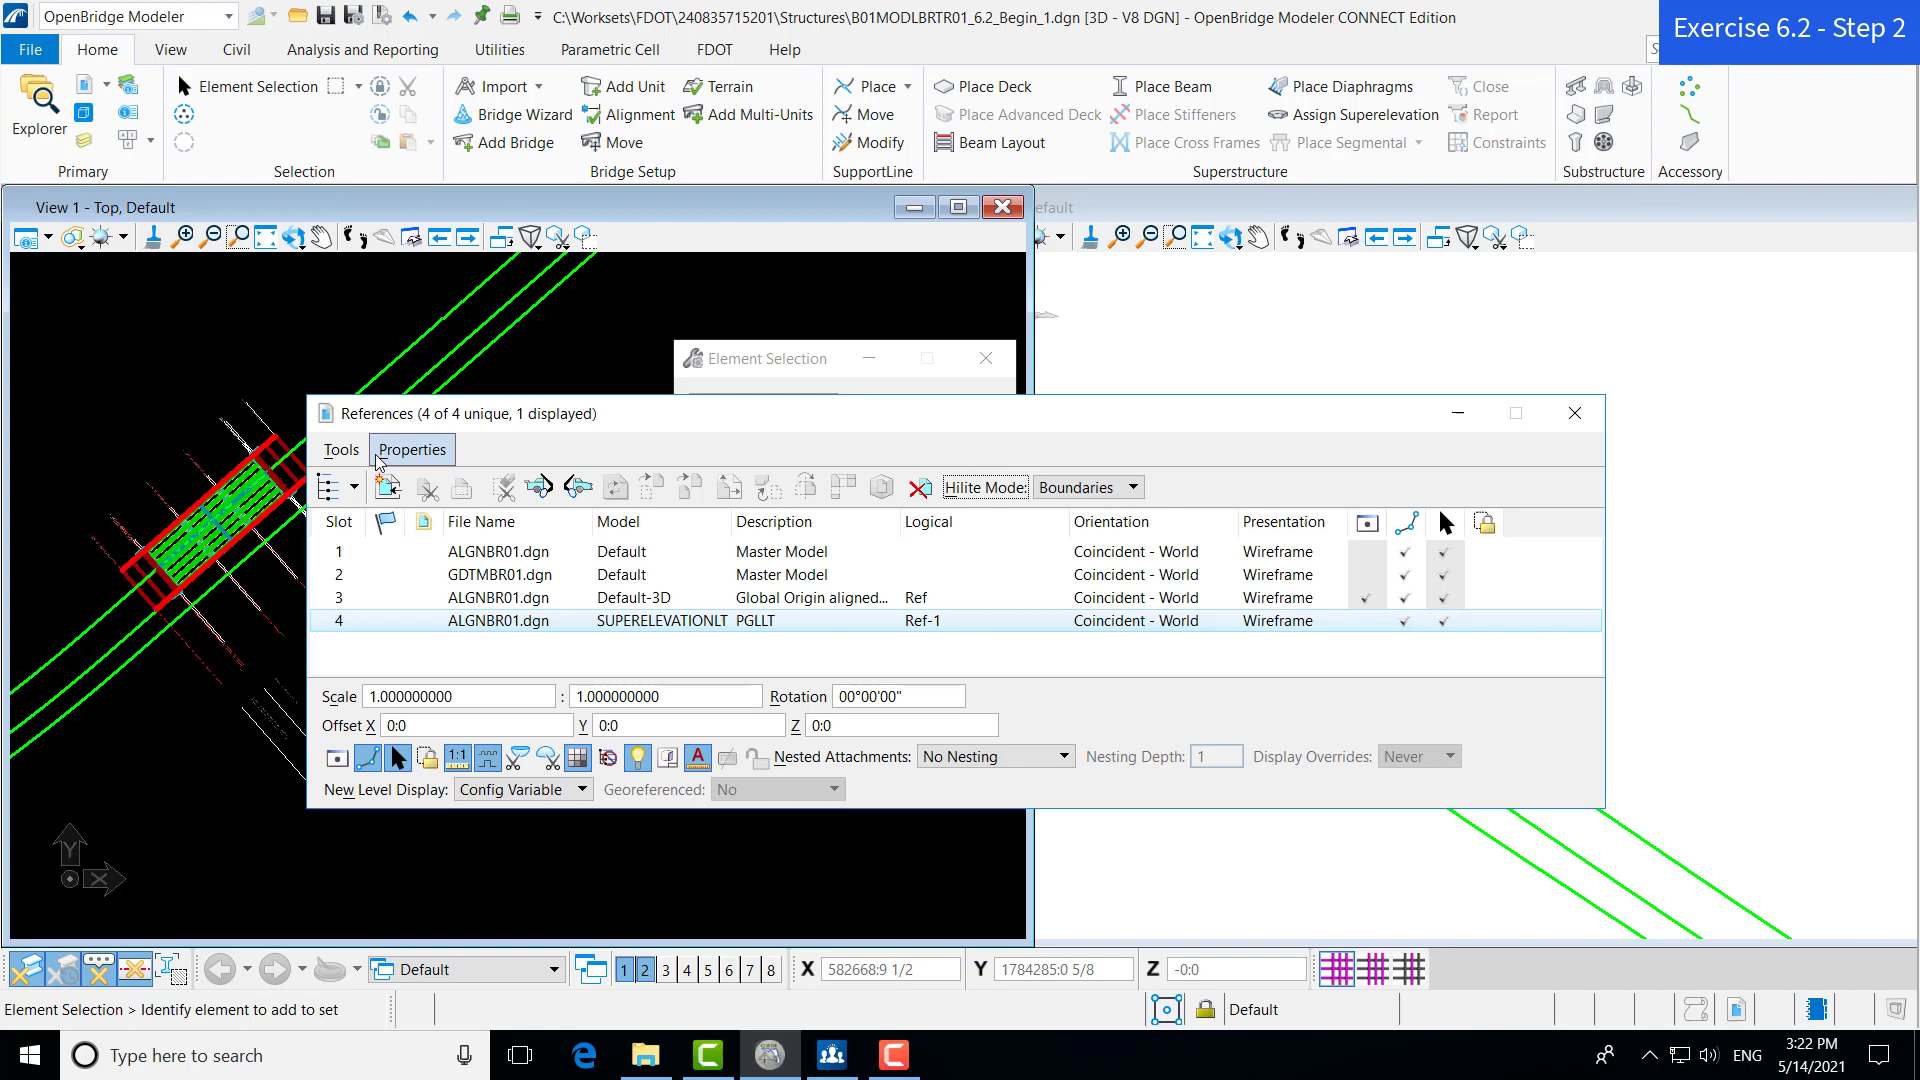 OpenBridge Modeler
C:\Worksets\FDOT\240835715201\Structures\B01MODLBRTR01_6.2_Begin_1.dgn [3D - V8 DGN] - OpenBridge Modeler CONNECT Edition
Exercise 6.2 - Step 2
File Home View Civil Analysis and Reporting Utilities Parametric Cell FDOT Help
Element Selection Import Add Unit Terrain Place Place Deck Place Beam Place Diaphragms Close
Explorer Bridge Wizard Alignment Add Multi-Units Move Place Advanced Deck Place Stiffeners Assign Superelevation Report
Add Bridge Move Modify Beam Layout Place Cross Frames Place Segmental Constraints
Primary Selection Bridge Setup SupportLine Superstructure Substructure Accessory
View 1 - Top, Default
efault
Element Selection
References (4 of 4 unique, 1 displayed)
Tools Properties
Hilite Mode: Boundaries
Slot File Name Model Description Logical Orientation Presentation
1 ALGNBR01.dgn Default Master Model Coincident - World Wireframe
2 GDTMBR01.dgn Default Master Model Coincident - World Wireframe
3 ALGNBR01.dgn Default-3D Global Origin aligned... Ref Coincident - World Wireframe
4 ALGNBR01.dgn SUPERELEVATIONLT PGLLT Ref-1 Coincident - World Wireframe
Scale 1.000000000 : 1.000000000 Rotation 00°00'00"
Offset X 0:0 Y 0:0 Z 0:0
1:1 A Nested Attachments: No Nesting Nesting Depth: 1 Display Overrides: Never
New Level Display: Config Variable Georeferenced: No
Y
X
Default 1 2 3 4 5 6 7 8 X 582668:9 1/2 Y 1784285:0 5/8 Z -0:0
Element Selection > Identify element to add to set Default
Type here to search ENG 3:22 PM
5/14/2021